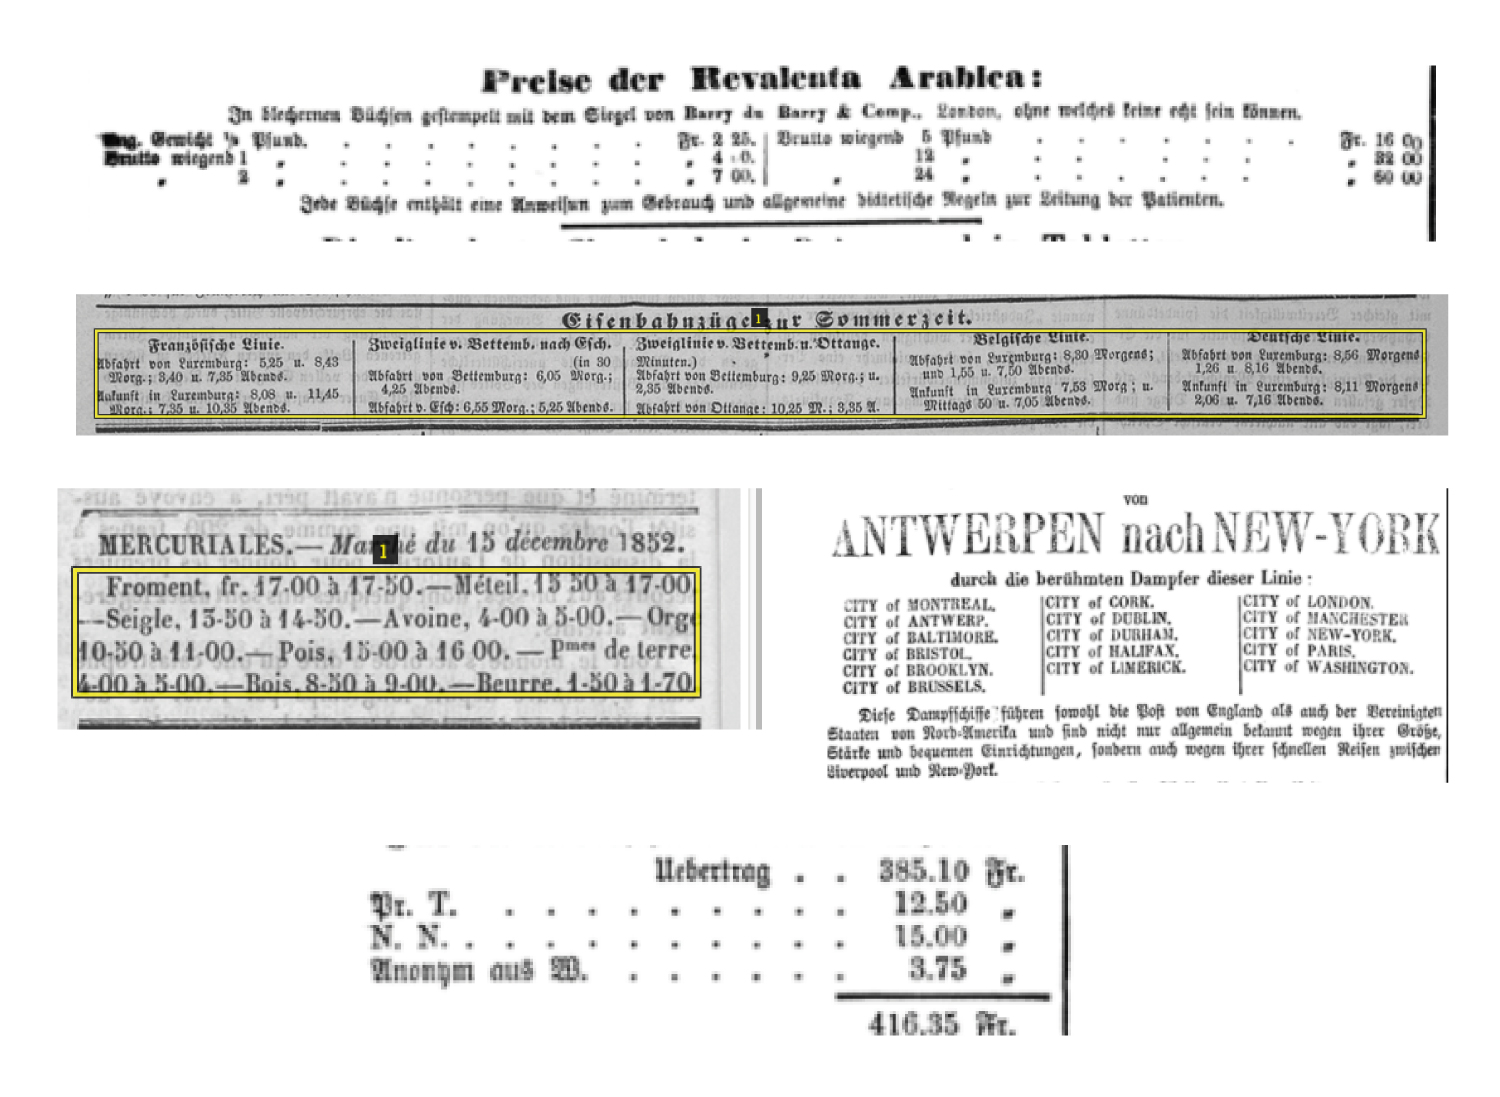 Preise der Revalenta Arabica:
In blechernen Büchsen gestempelt mit dem Siegel von Barry du Barry & Comp., London, ohne welches keine echt sein können.
Eng. Gewicht ½ Pfund. . . . . . . . . Fr. 2 25. | Brutto wiegend 5 Pfund . . . . . . Fr. 16 00
Brutto wiegend 1 „ . . . . . . . . „ 4 0. | 12 „ . . . . . „ 32 00
„ 2 „ . . . . . . . . „ 7 00. | „ 24 „ . . . . . „ 60 00
Jede Büchse enthält eine Anweisun zum Gebrauch und allgemeine diätetische Regeln zur Leitung der Patienten.
Eisenbahnzüge zur Sommerzeit.
Französische Linie.
Abfahrt von Luxemburg: 5,25 u. 8,43
Morg.; 3,40 u. 7,35 Abends.
Ankunft in Luxemburg: 8,08 u. 11,45
Morg.; 7,35 u. 10,35 Abends.
Zweiglinie v. Bettemb. nach Esch.
(in 30
Abfahrt von Bettemburg: 6,05 Morg.;
4,25 Abends.
Abfahrt v. Esch: 6,55 Morg.; 5,25 Abends.
Zweiglinie v. Bettemb. u. Ottange.
Minuten.)
Abfahrt von Bettemburg: 9,25 Morg.; u.
2,35 Abends.
Abfahrt von Ottange: 10,25 M.; 3,35 A.
Belgische Linie.
Abfahrt von Luxemburg: 8,30 Morgens;
und 1,55 u. 7,50 Abends.
Ankunft in Luxemburg 7,53 Morg; u.
Mittags 50 u. 7,05 Abends.
Deutsche Linie.
Abfahrt von Luxemburg: 8,56 Morgens
1,26 u. 8,16 Abends.
Ankunft in Luxemburg: 8,11 Morgens
2,06 u. 7,16 Abends.
MERCURIALES.— Marché du 15 décembre 1852.
Froment, fr. 17-00 à 17-50.—Méteil, 15 50 à 17-00,
—Seigle, 13-50 à 14-50.—Avoine, 4-00 à 5-00.—Orge
10-50 à 11-00.—Pois, 15-00 à 16 00. — Pmes de terre,
4-00 à 5-00.—Bois, 8-50 à 9-00.—Beurre, 1-50 à 1-70,
von
ANTWERPEN nach NEW-YORK
durch die berühmten Dampfer dieser Linie:
CITY of MONTREAL.
CITY of ANTWERP.
CITY of BALTIMORE.
CITY of BRISTOL.
CITY of BROOKLYN.
CITY of BRUSSELS.
CITY of CORK.
CITY of DUBLIN.
CITY of DURHAM.
CITY of HALIFAX.
CITY of LIMERICK.
CITY of LONDON.
CITY of MANCHESTER
CITY of NEW-YORK.
CITY of PARIS.
CITY of WASHINGTON.
Diese Dampfschiffe führen sowohl die Post von England als auch der Vereinigten
Staaten von Nord-Amerika und sind nicht nur allgemein bekannt wegen ihrer Größe,
Stärke und bequemen Einrichtungen, sondern auch wegen ihrer schnellen Reisen zwischen
Liverpool und New-York.
Uebertrag . . 385.10 Fr.
Pr. T. . . . . . . . . . 12.50 „
N. N. . . . . . . . . . . 15.00 „
Anonym aus W. . . . . . . 3.75 „
416.35 Fr.